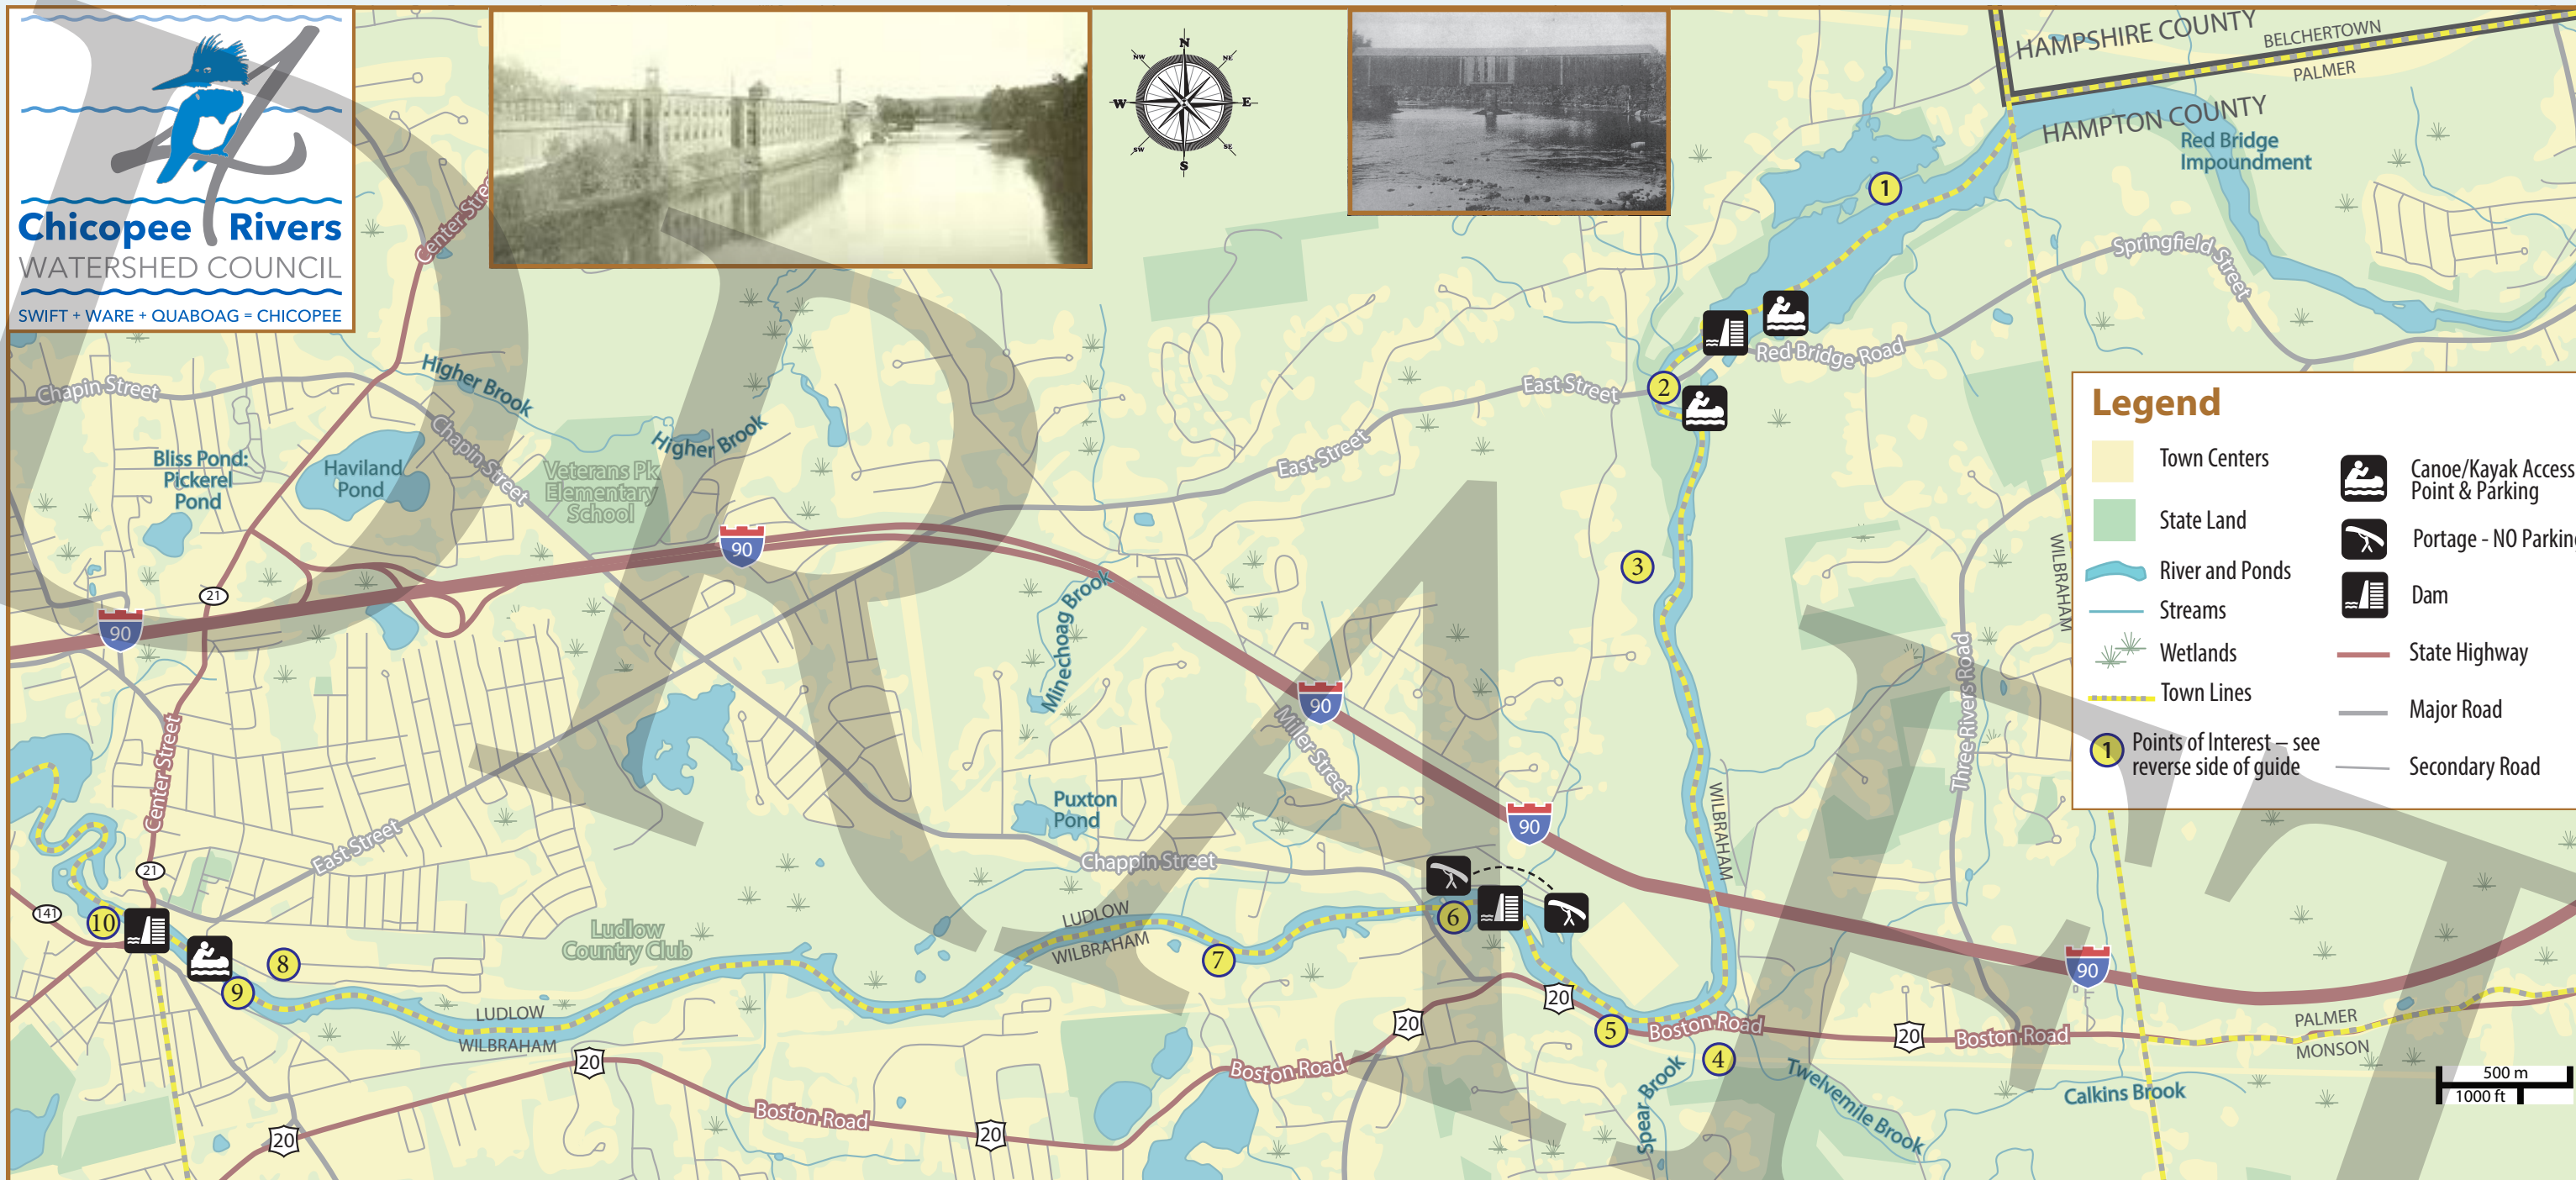 Chicopee 4 Rivers
WATERSHED COUNCIL
SWIFT + WARE + QUABOAG = CHICOPEE
N
NE
E
SE
S
SW
W
NW
HAMPSHIRE COUNTY
BELCHERTOWN
PALMER
HAMPTON COUNTY
Red Bridge
Impoundment
1
Springfield Street
Center Street
Red Bridge Road
2
East Street
Chapin Street
Higher Brook
Chapin Street
Higher Brook
East Street
Bliss Pond:
Pickerel
Pond
Haviland
Pond
Veterans Pk
Elementary
School
90
3
Minechoag Brook
21
90
90
Miller Street
Three Rivers Road
WILBRAHAM
Legend
Town Centers
State Land
River and Ponds
Streams
Wetlands
Town Lines
1
Points of Interest – see
reverse side of guide
Canoe/Kayak Access
Point & Parking
Portage - NO Parkin
Dam
State Highway
Major Road
Secondary Road
Center Street
East Street
Puxton
Pond
Chappin Street
90
WILBRAHAM
21
141
10
9
8
Ludlow
Country Club
LUDLOW
WILBRAHAM
7
6
LUDLOW
WILBRAHAM
20
20
5
Boston Road
4
20
Boston Road
90
PALMER
MONSON
20
Boston Road
Boston Road
20
20
Spear Brook
Twelvemile Brook
Calkins Brook
500 m
1000 ft
DRAFT